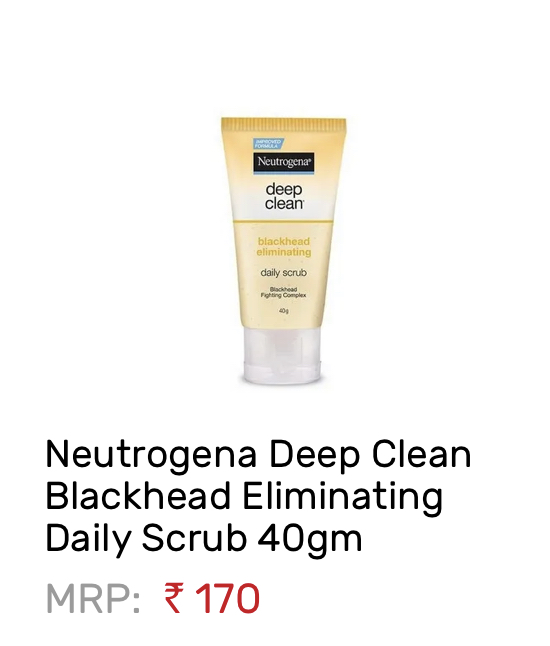 IMPROVED
FORMULA
Neutrogena®
deep
clean
blackhead
eliminating
daily scrub
Blackhead
Fighting Complex
40g
Neutrogena Deep Clean
Blackhead Eliminating
Daily Scrub 40gm
MRP: ₹ 170